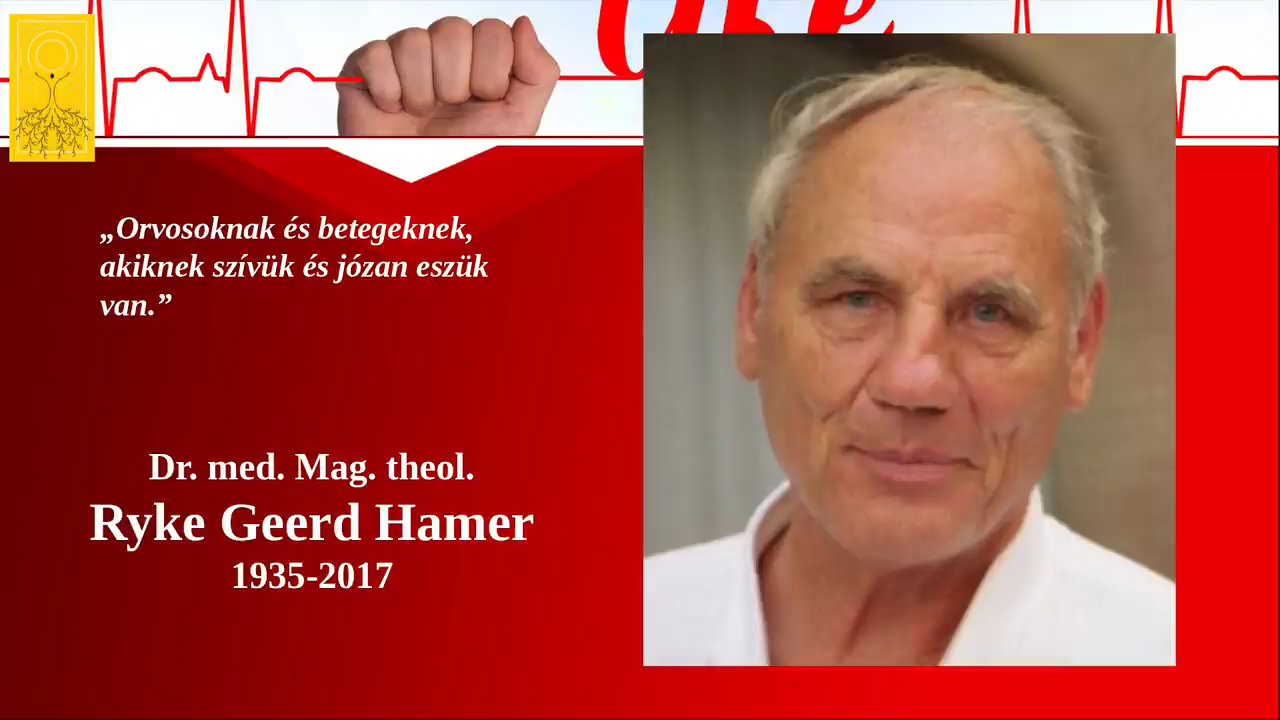 „Orvosoknak és betegeknek,
akiknek szívük és józan eszük
van.”
Dr. med. Mag. theol.
Ryke Geerd Hamer
1935-2017